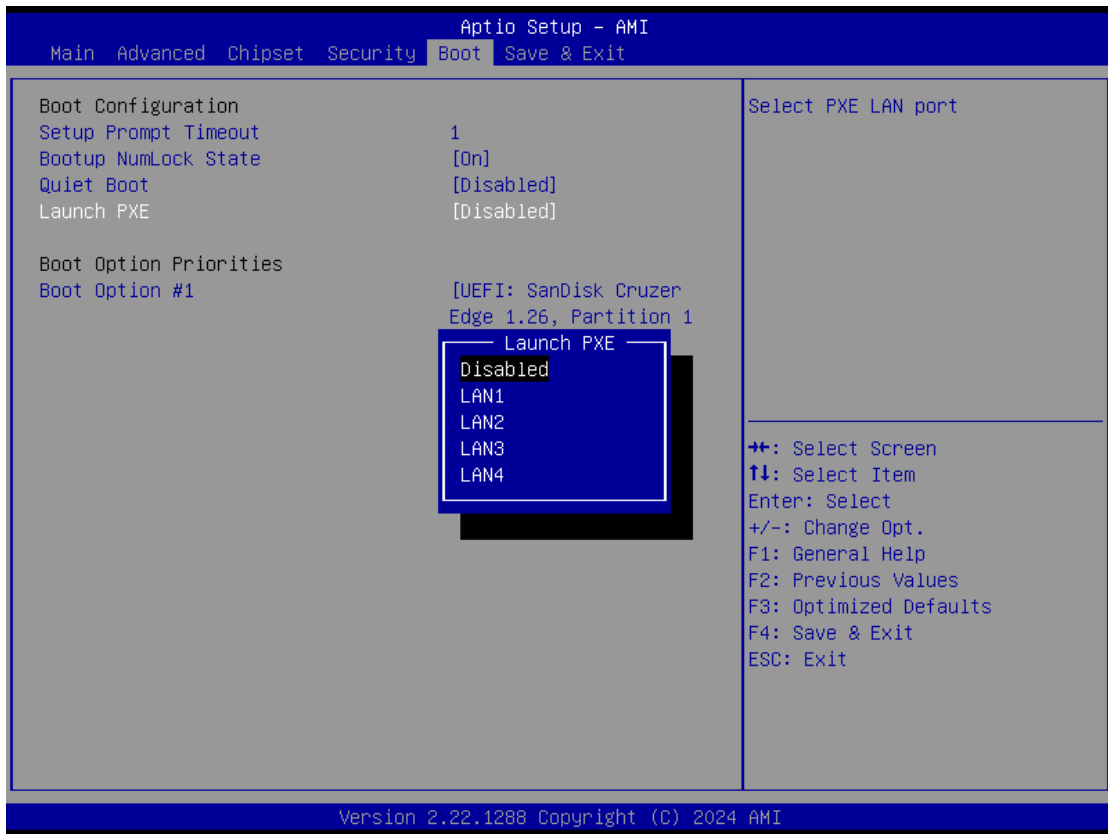 Aptio Setup – AMI
Main Advanced Chipset Security Boot Save & Exit
Boot Configuration
Setup Prompt Timeout 1
Bootup NumLock State [On]
Quiet Boot [Disabled]
Launch PXE [Disabled]
Boot Option Priorities
Boot Option #1 [UEFI: SanDisk Cruzer
Edge 1.26, Partition 1
Launch PXE
Disabled
LAN1
LAN2
LAN3
LAN4
Select PXE LAN port
→←: Select Screen
↑↓: Select Item
Enter: Select
+/-: Change Opt.
F1: General Help
F2: Previous Values
F3: Optimized Defaults
F4: Save & Exit
ESC: Exit
Version 2.22.1288 Copyright (C) 2024 AMI